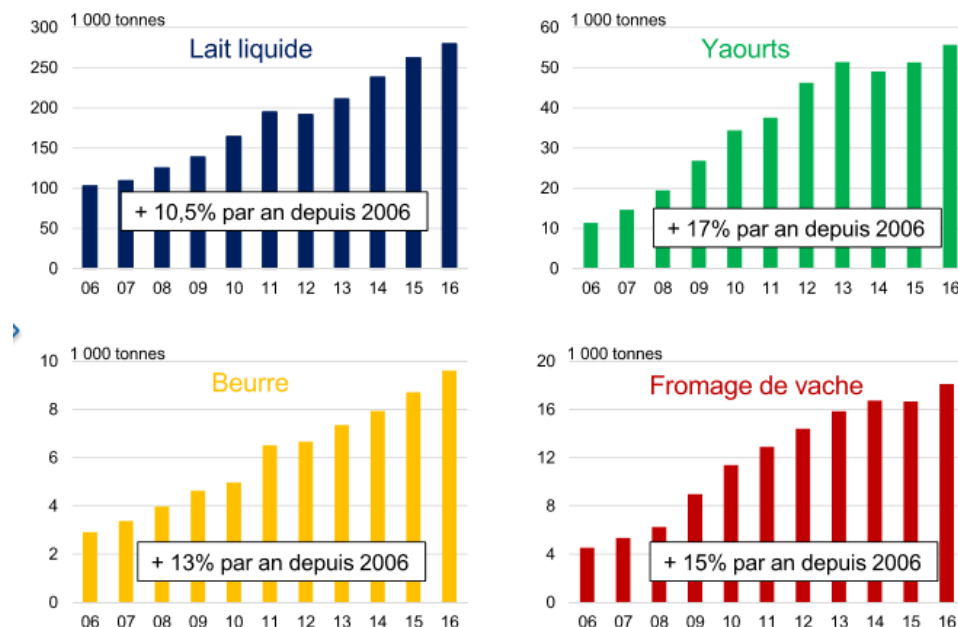 1 000 tonnes
Lait liquide
300
250
200
150
100
50
0
+ 10,5% par an depuis 2006
06 07 08 09 10 11 12 13 14 15 16
1 000 tonnes
Yaourts
60
50
40
30
20
10
0
+ 17% par an depuis 2006
06 07 08 09 10 11 12 13 14 15 16
1 000 tonnes
Beurre
10
8
6
4
2
0
+ 13% par an depuis 2006
06 07 08 09 10 11 12 13 14 15 16
1 000 tonnes
Fromage de vache
20
16
12
8
4
0
+ 15% par an depuis 2006
06 07 08 09 10 11 12 13 14 15 16